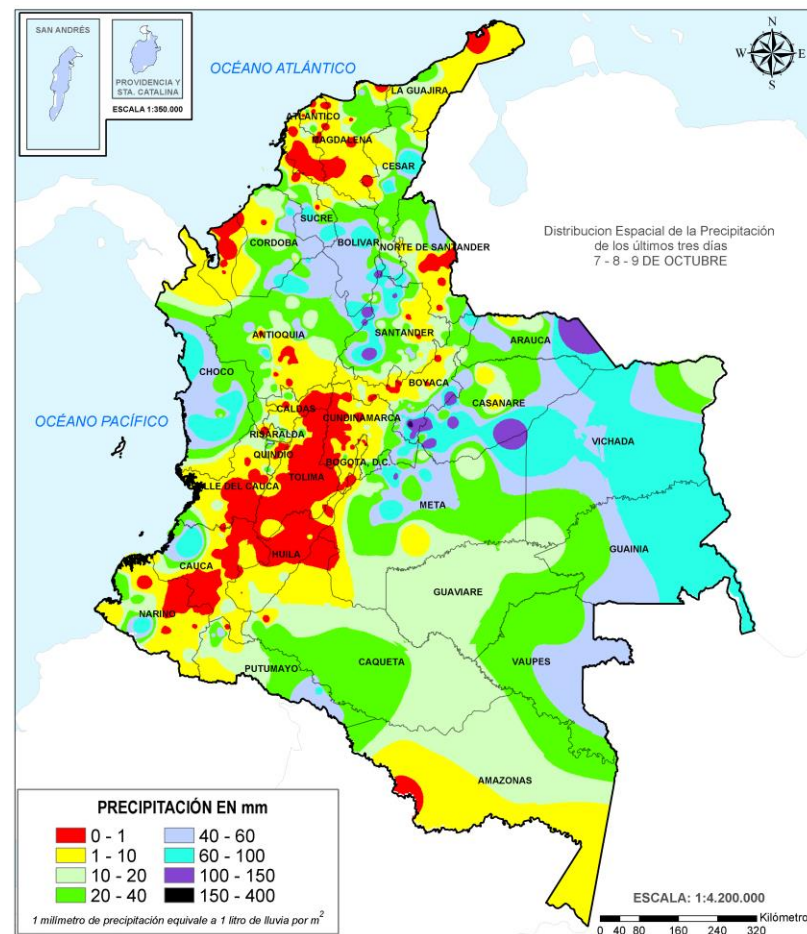 SAN ANDRÉS
PROVIDENCIA Y
STA. CATALINA
ESCALA 1:350.000
OCÉANO ATLÁNTICO
N
W
E
S
LA GUAJIRA
ATLÁNTICO
MAGDALENA
CESAR
SUCRE
CORDOBA
BOLIVAR
NORTE DE SANTANDER
Distribucion Espacial de la Precipitación
de los últimos tres días
7 - 8 - 9 DE OCTUBRE
ANTIOQUIA
SANTANDER
ARAUCA
CHOCO
BOYACA
CASANARE
OCÉANO PACÍFICO
CALDAS
CUNDINAMARCA
RISARALDA
VICHADA
QUINDIO
BOGOTA, D.C.
TOLIMA
VALLE DEL CAUCA
META
CAUCA
HUILA
GUAINIA
GUAVIARE
NARIÑO
PUTUMAYO
CAQUETA
VAUPES
AMAZONAS
PRECIPITACIÓN EN mm
0 - 1
1 - 10
10 - 20
20 - 40
40 - 60
60 - 100
100 - 150
150 - 400
1 milímetro de precipitación equivale a 1 litro de lluvia por m²
ESCALA: 1:4.200.000
Kilómetro
0 40 80 160 240 320